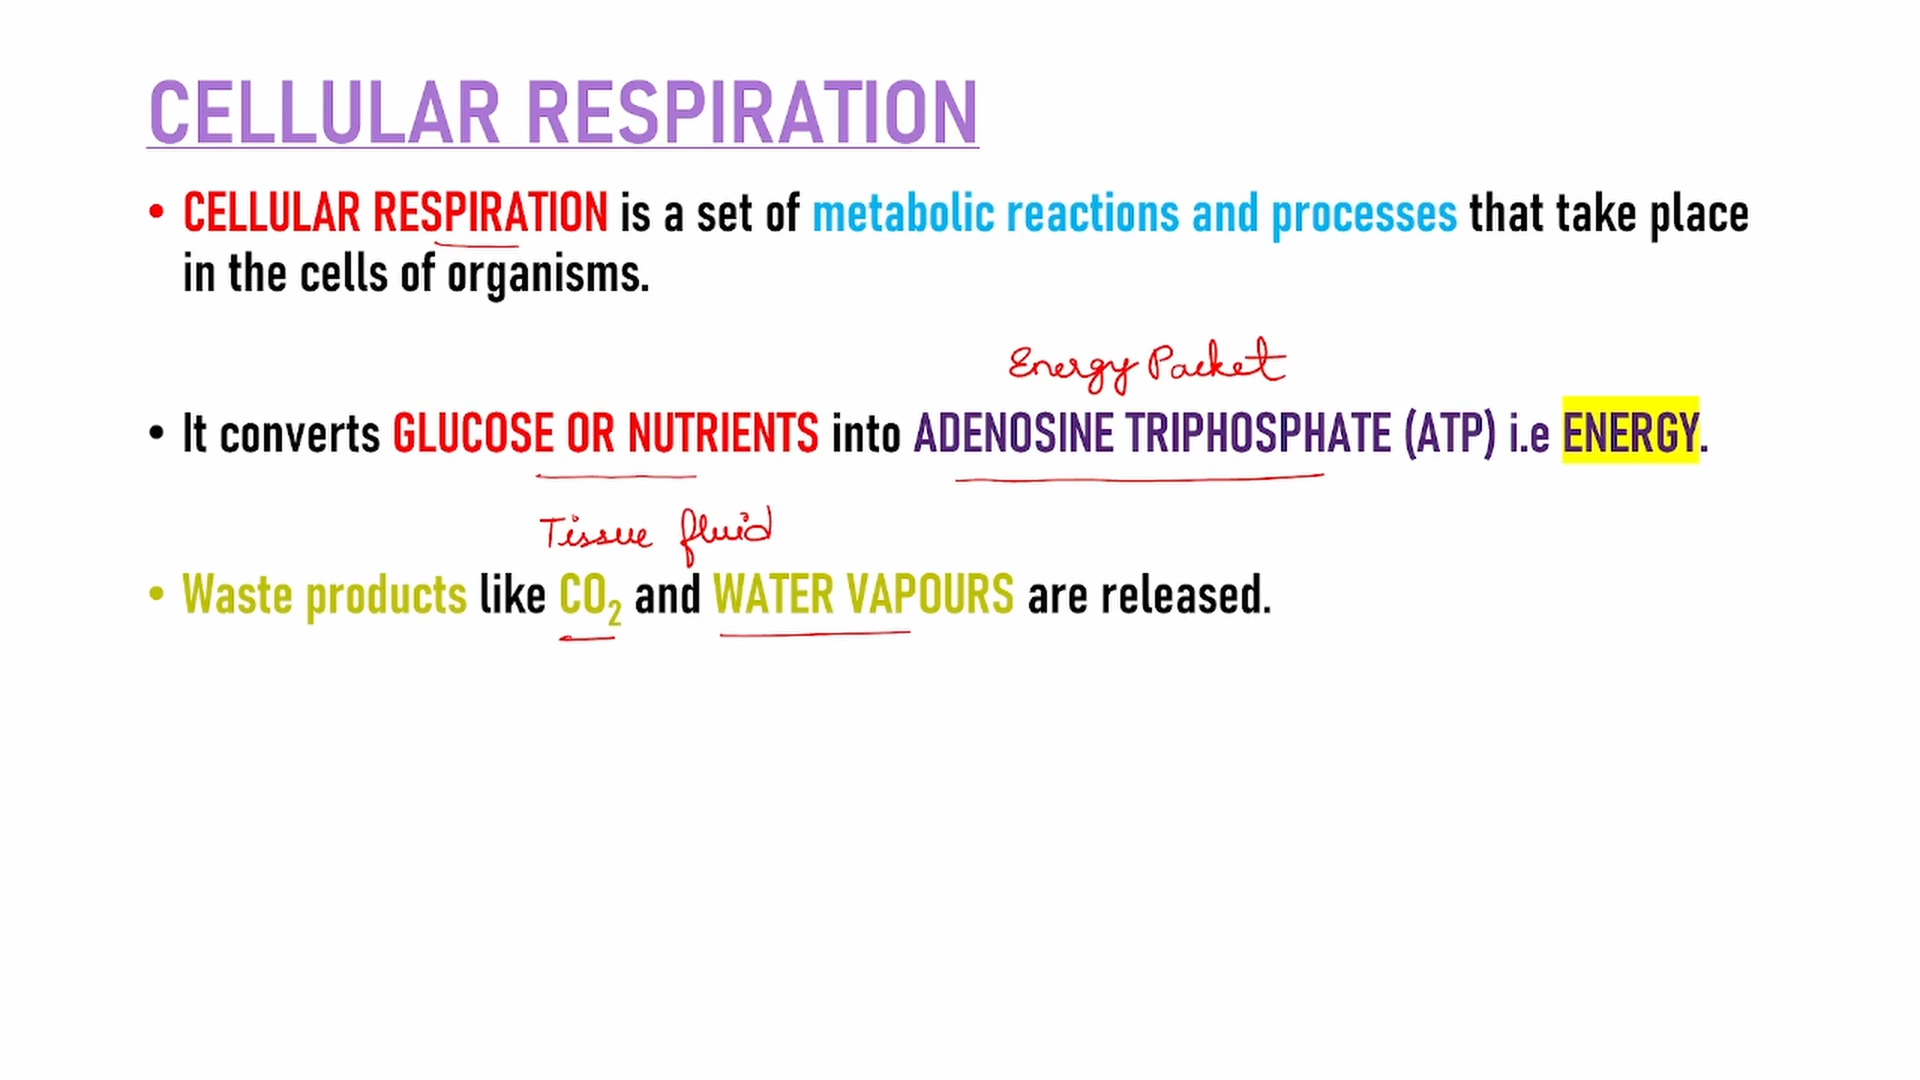 CELLULAR RESPIRATION
• CELLULAR RESPIRATION is a set of metabolic reactions and processes that take place
in the cells of organisms.
Energy Packet
• It converts GLUCOSE OR NUTRIENTS into ADENOSINE TRIPHOSPHATE (ATP) i.e ENERGY.
Tissue fluid
• Waste products like CO₂ and WATER VAPOURS are released.